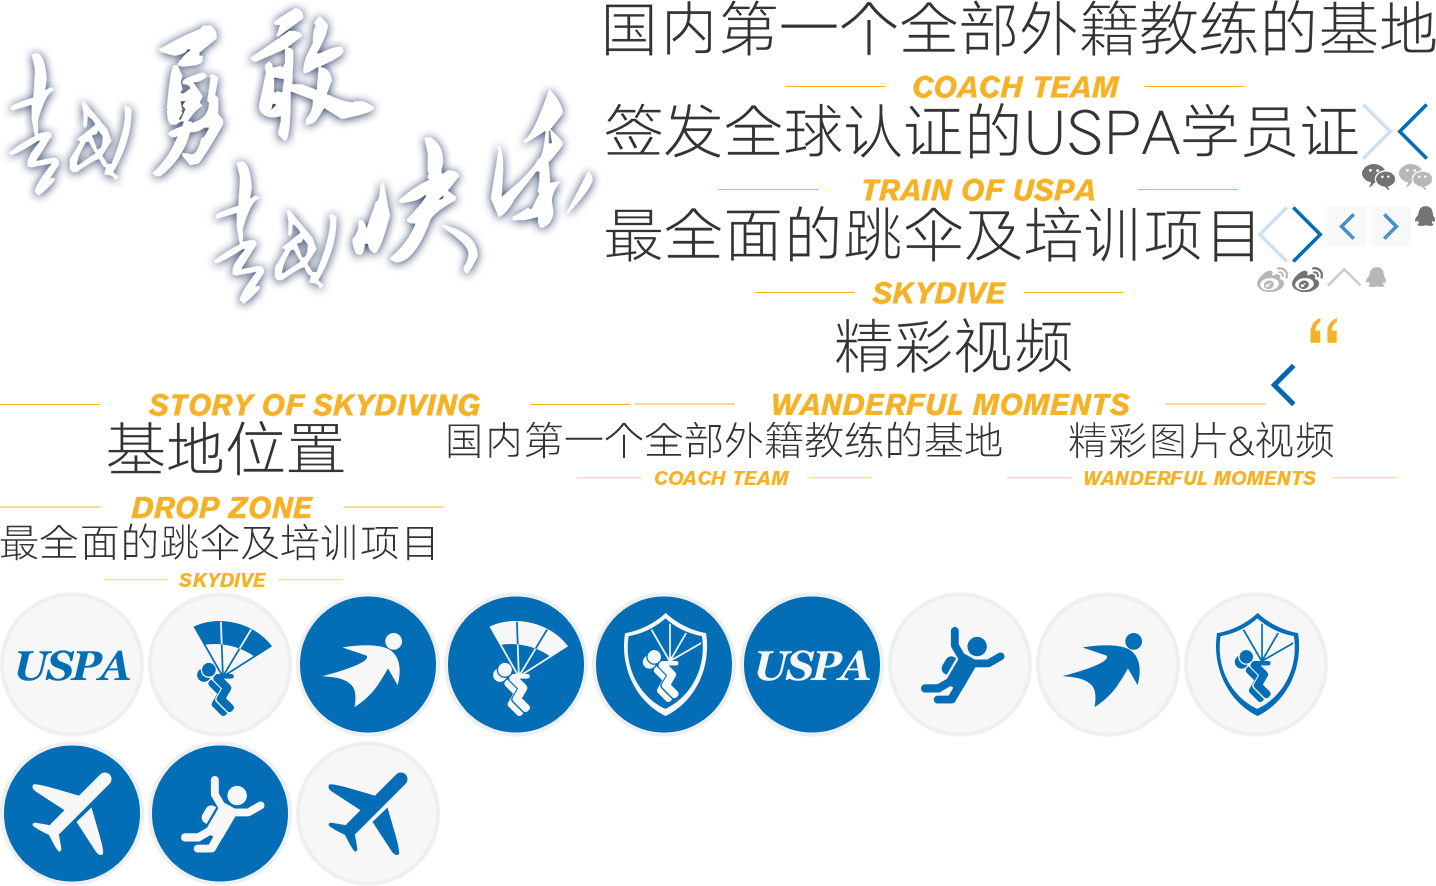 越勇敢
越快乐
国内第一个全部外籍教练的基地
COACH TEAM
签发全球认证的USPA学员证
TRAIN OF USPA
最全面的跳伞及培训项目
SKYDIVE
精彩视频
“
STORY OF SKYDIVING
WANDERFUL MOMENTS
基地位置
DROP ZONE
国内第一个全部外籍教练的基地
COACH TEAM
精彩图片&视频
WANDERFUL MOMENTS
最全面的跳伞及培训项目
SKYDIVE
USPA
USPA